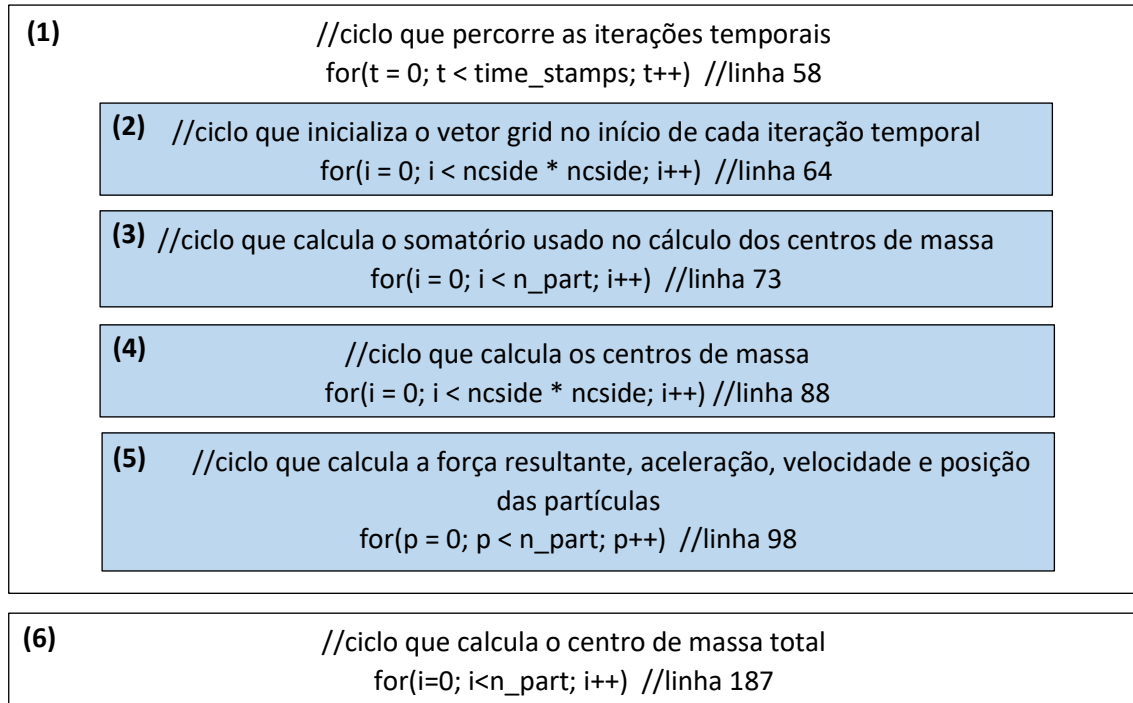 (1) //ciclo que percorre as iterações temporais
for(t = 0; t < time_stamps; t++) //linha 58
(2) //ciclo que inicializa o vetor grid no início de cada iteração temporal
for(i = 0; i < ncside * ncside; i++) //linha 64
(3) //ciclo que calcula o somatório usado no cálculo dos centros de massa
for(i = 0; i < n_part; i++) //linha 73
(4) //ciclo que calcula os centros de massa
for(i = 0; i < ncside * ncside; i++) //linha 88
(5) //ciclo que calcula a força resultante, aceleração, velocidade e posição
das partículas
for(p = 0; p < n_part; p++) //linha 98
(6) //ciclo que calcula o centro de massa total
for(i=0; i<n_part; i++) //linha 187